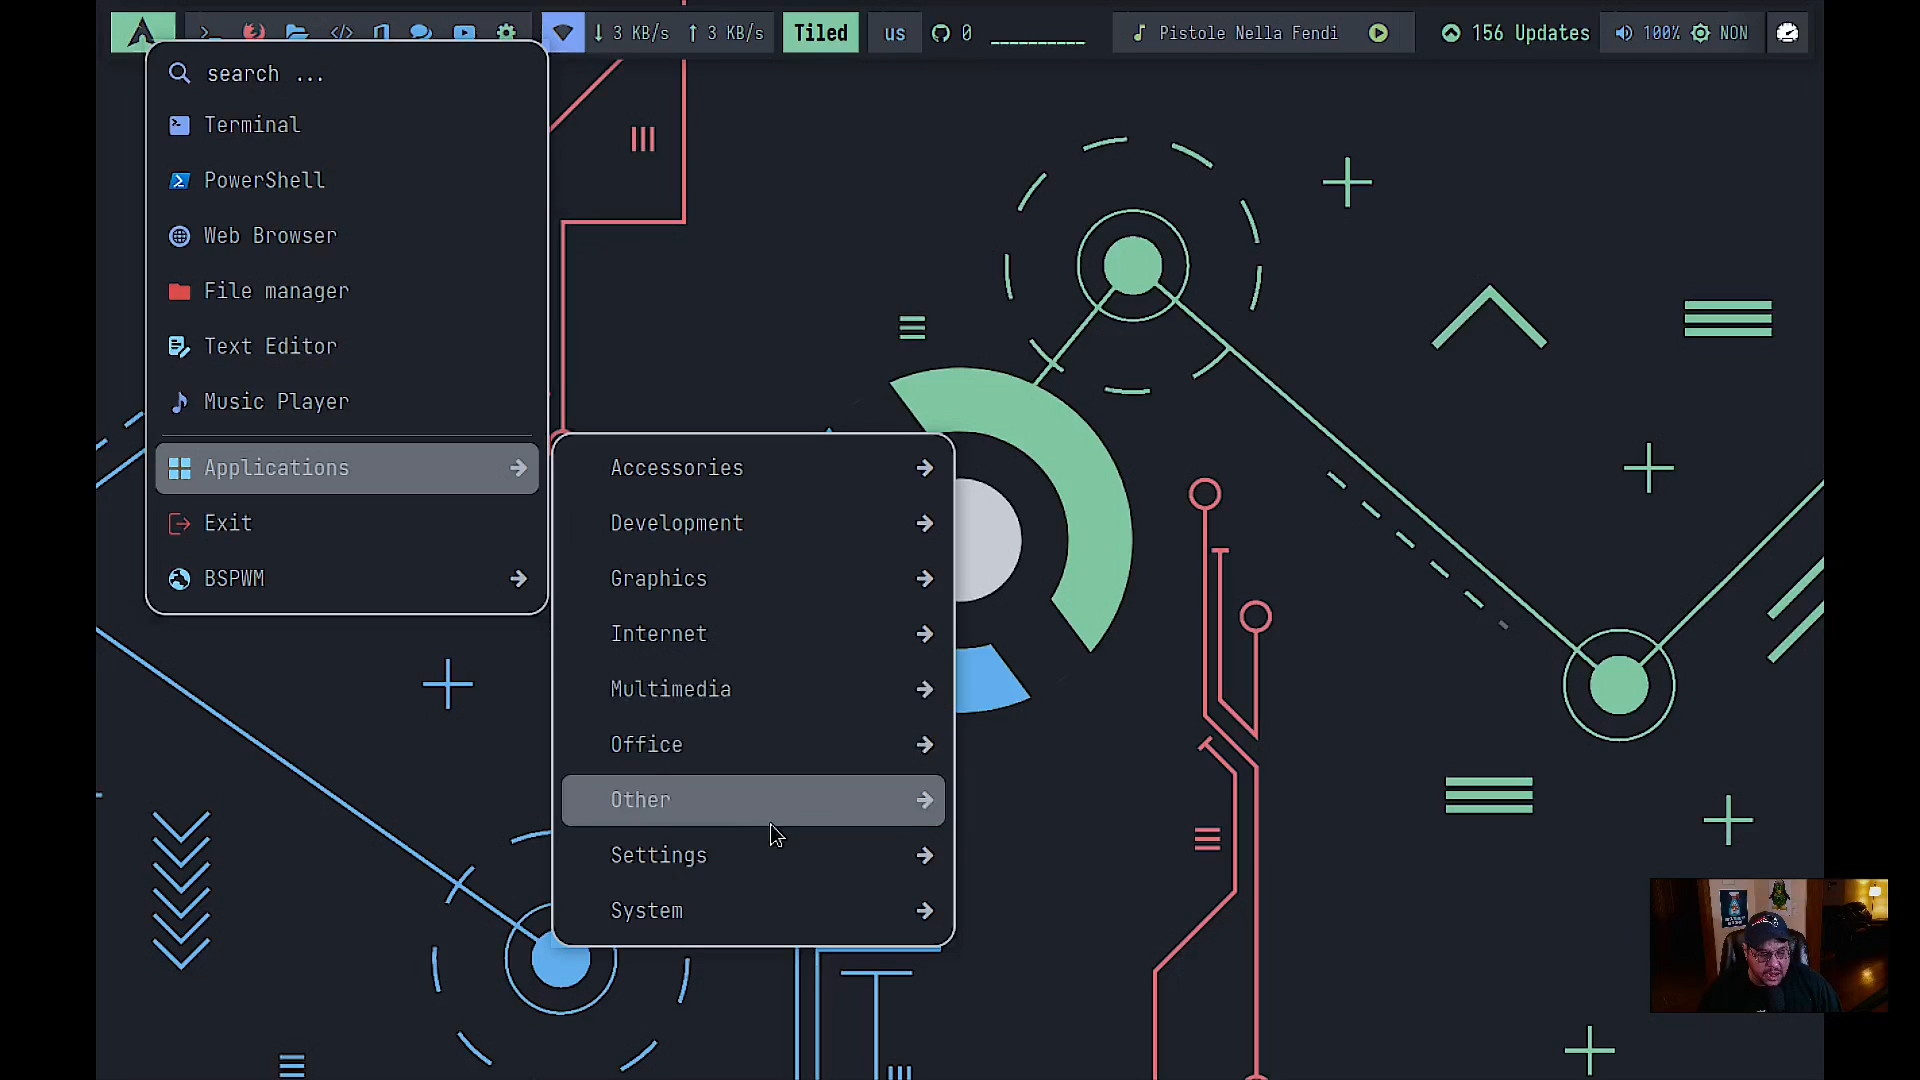 3 KB/s
3 KB/s
Tiled
us
0
Pistole Nella Fendi
156 Updates
100%
NON
search ...
Terminal
PowerShell
Web Browser
File manager
Text Editor
Music Player
Applications
Exit
BSPWM
Accessories
Development
Graphics
Internet
Multimedia
Office
Other
Settings
System